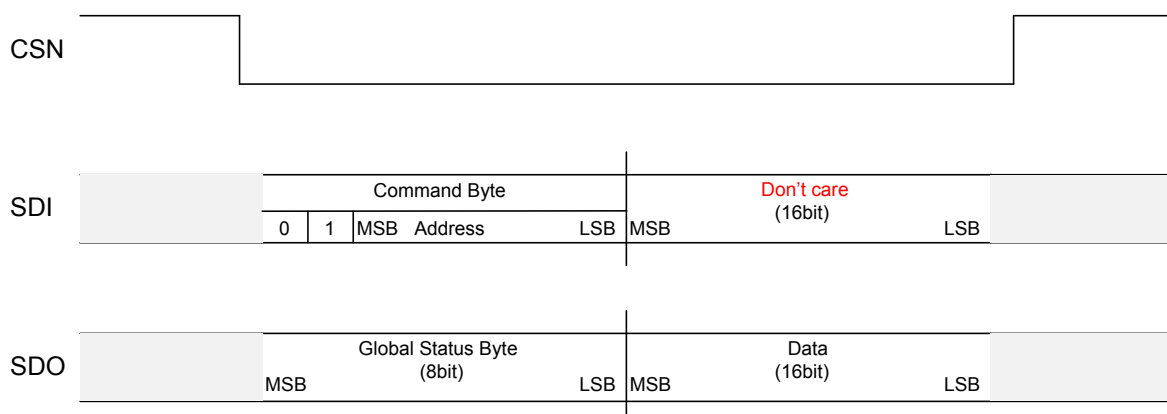 CSN
SDI
Command Byte
0 1 MSB Address LSB
Don't care
(16bit)
MSB LSB
SDO
Global Status Byte
(8bit)
MSB LSB
Data
(16bit)
MSB LSB